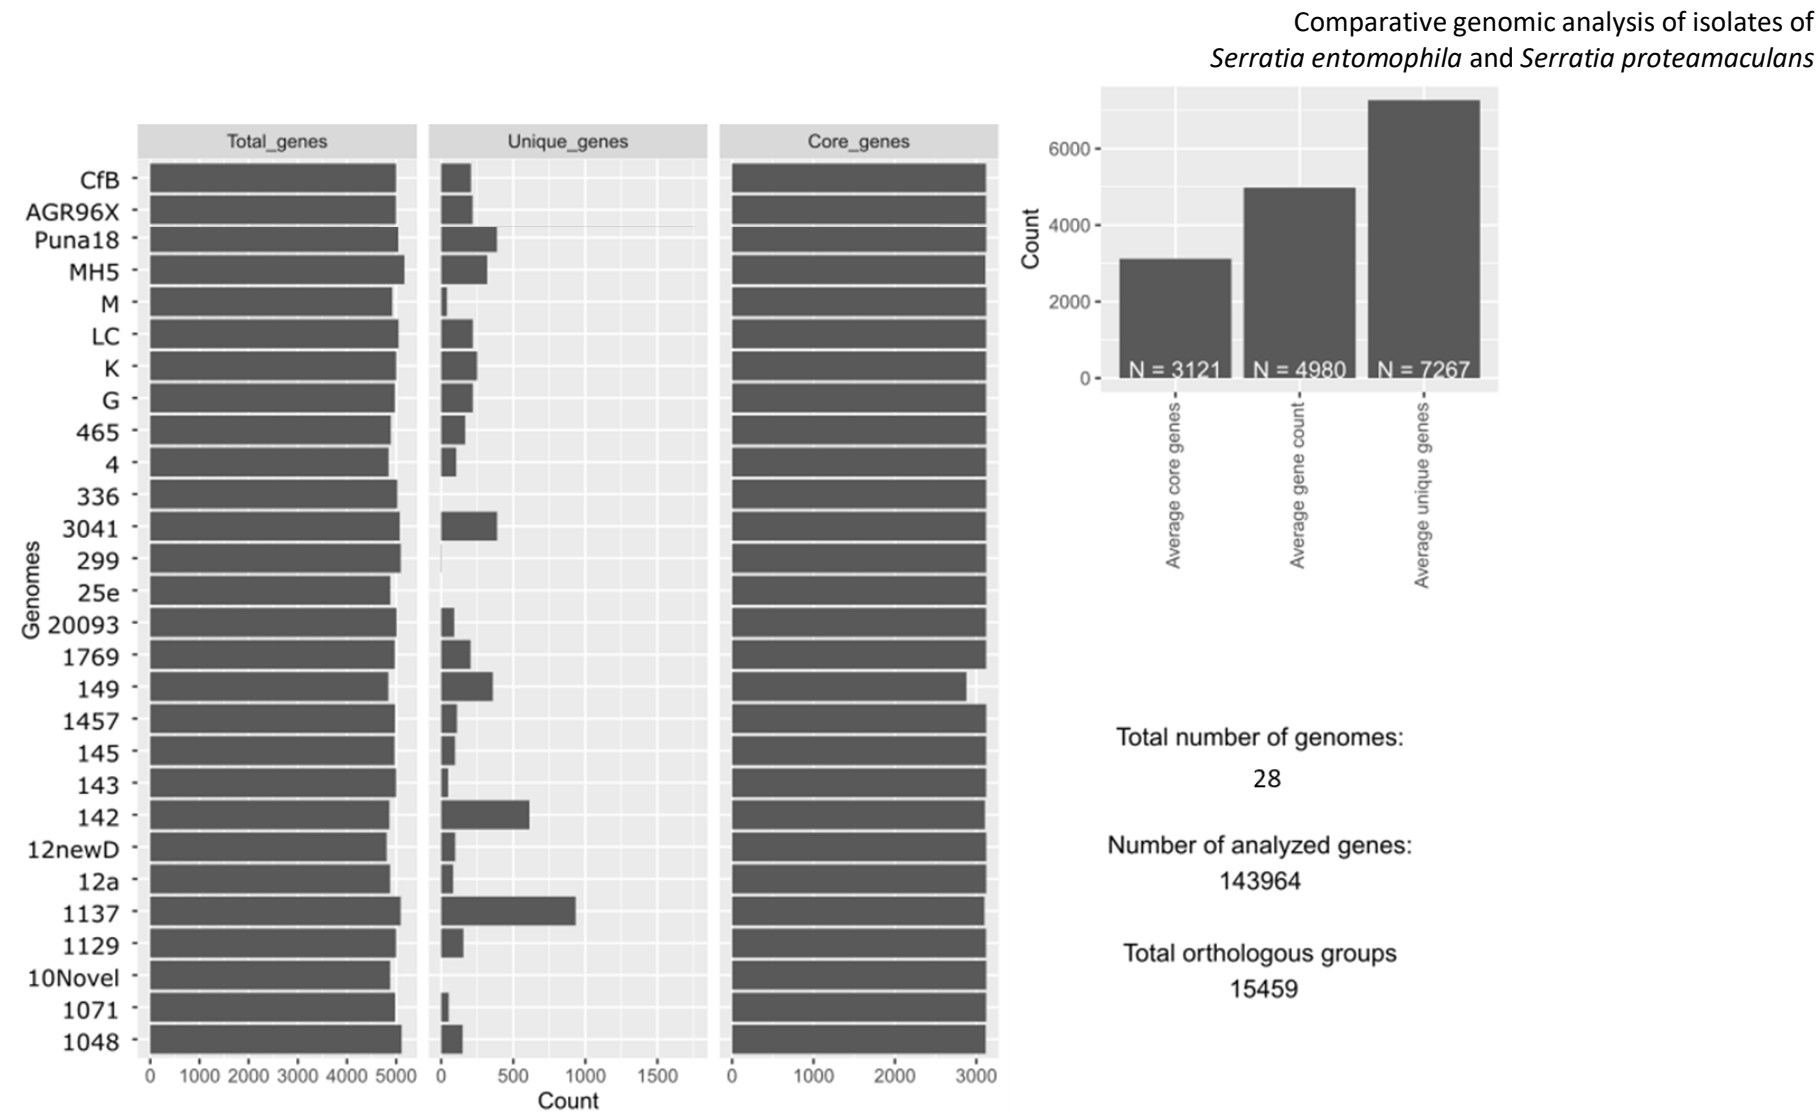 Comparative genomic analysis of isolates of
Serratia entomophila and Serratia proteamaculans
Total_genes
Unique_genes
Core_genes
Genomes
CfB
AGR96X
Puna18
MH5
M
LC
K
G
465
4
336
3041
299
25e
20093
1769
149
1457
145
143
142
12newD
12a
1137
1129
10Novel
1071
1048
0 1000 2000 3000 4000 5000
0 500 1000 1500
0 1000 2000 3000
Count
Count
6000
4000
2000
0
N = 3121
N = 4980
N = 7267
Average core genes
Average gene count
Average unique genes
Total number of genomes:
28
Number of analyzed genes:
143964
Total orthologous groups
15459